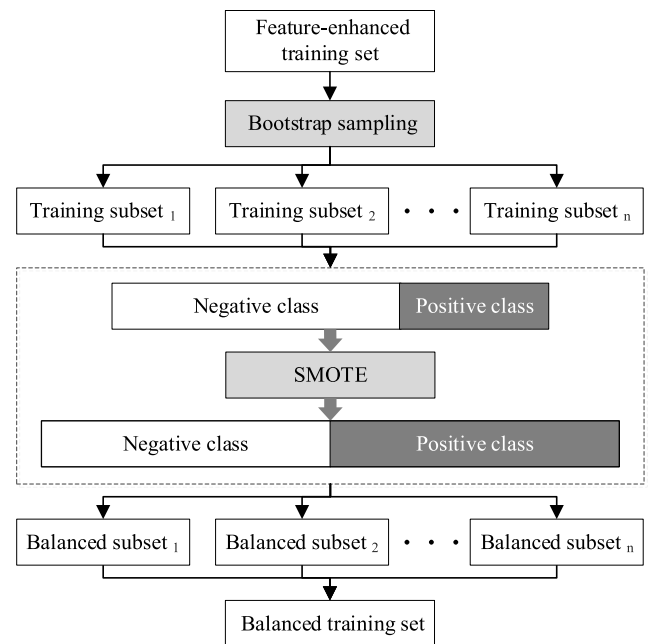 Feature-enhanced
training set
Bootstrap sampling
Training subset 1
Training subset 2
• • •
Training subset n
Negative class
Positive class
SMOTE
Negative class
Positive class
Balanced subset 1
Balanced subset 2
• • •
Balanced subset n
Balanced training set